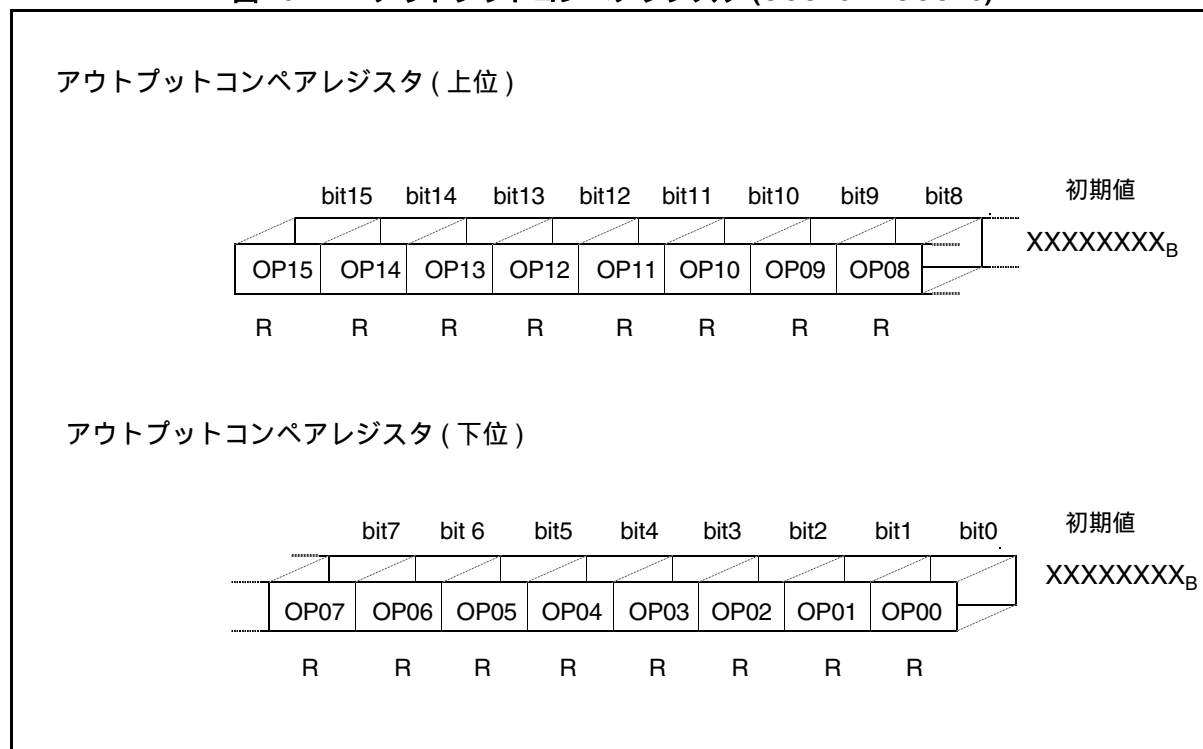 アウトプットコンペアレジスタ ( 上位 )
bit15 bit14 bit13 bit12 bit11 bit10 bit9 bit8 初期値
OP15 OP14 OP13 OP12 OP11 OP10 OP09 OP08 XXXXXXXXB
R R R R R R R R
アウトプットコンペアレジスタ ( 下位 )
bit7 bit 6 bit5 bit4 bit3 bit2 bit1 bit0 初期値
OP07 OP06 OP05 OP04 OP03 OP02 OP01 OP00 XXXXXXXXB
R R R R R R R R